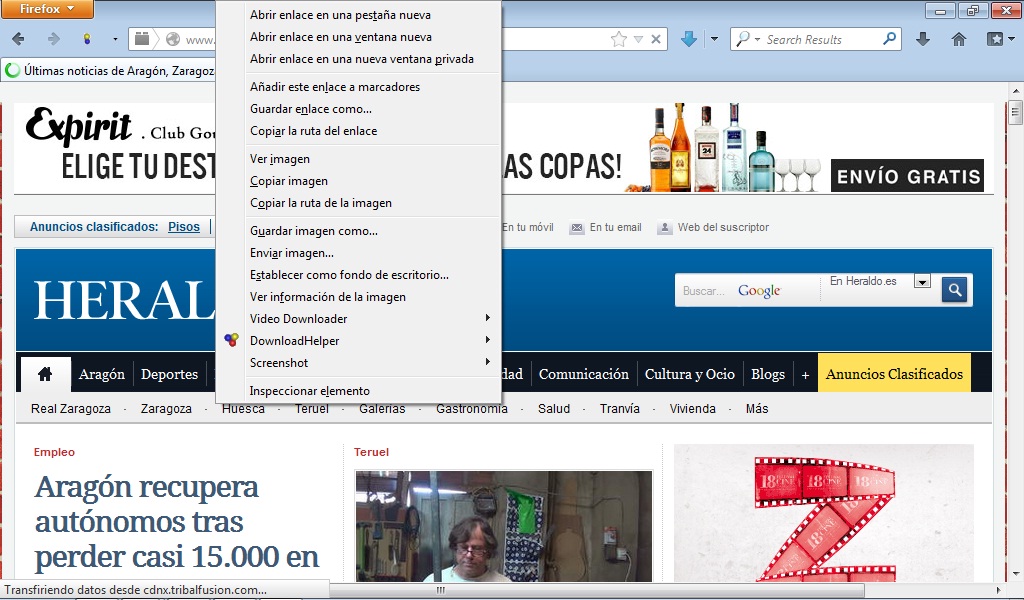 Firefox
Abrir enlace en una pestaña nueva
Abrir enlace en una ventana nueva
Abrir enlace en una nueva ventana privada
Añadir este enlace a marcadores
Guardar enlace como...
Copiar la ruta del enlace
Ver imagen
Copiar imagen
Copiar la ruta de la imagen
Guardar imagen como...
Enviar imagen...
Establecer como fondo de escritorio...
Ver información de la imagen
Video Downloader
DownloadHelper
Screenshot
Inspeccionar elemento
www.
Search Results
Últimas noticias de Aragón, Zaragoz
Expirit . Club Gou
ELIGE TU DEST
AS COPAS!
24
ENVÍO GRATIS
Anuncios clasificados: Pisos
En tu móvil En tu email Web del suscriptor
HERAL
Buscar... Google En Heraldo.es
Aragón Deportes dad Comunicación Cultura y Ocio Blogs + Anuncios Clasificados
Real Zaragoza · Zaragoza · Huesca · Teruel · Galerías · Gastronomía · Salud · Tranvía · Vivienda · Más
Empleo
Aragón recupera
autónomos tras
perder casi 15.000 en
Teruel
18 CINE 18 CINE 18 CINE
Transfiriendo datos desde cdnx.tribalfusion.com...